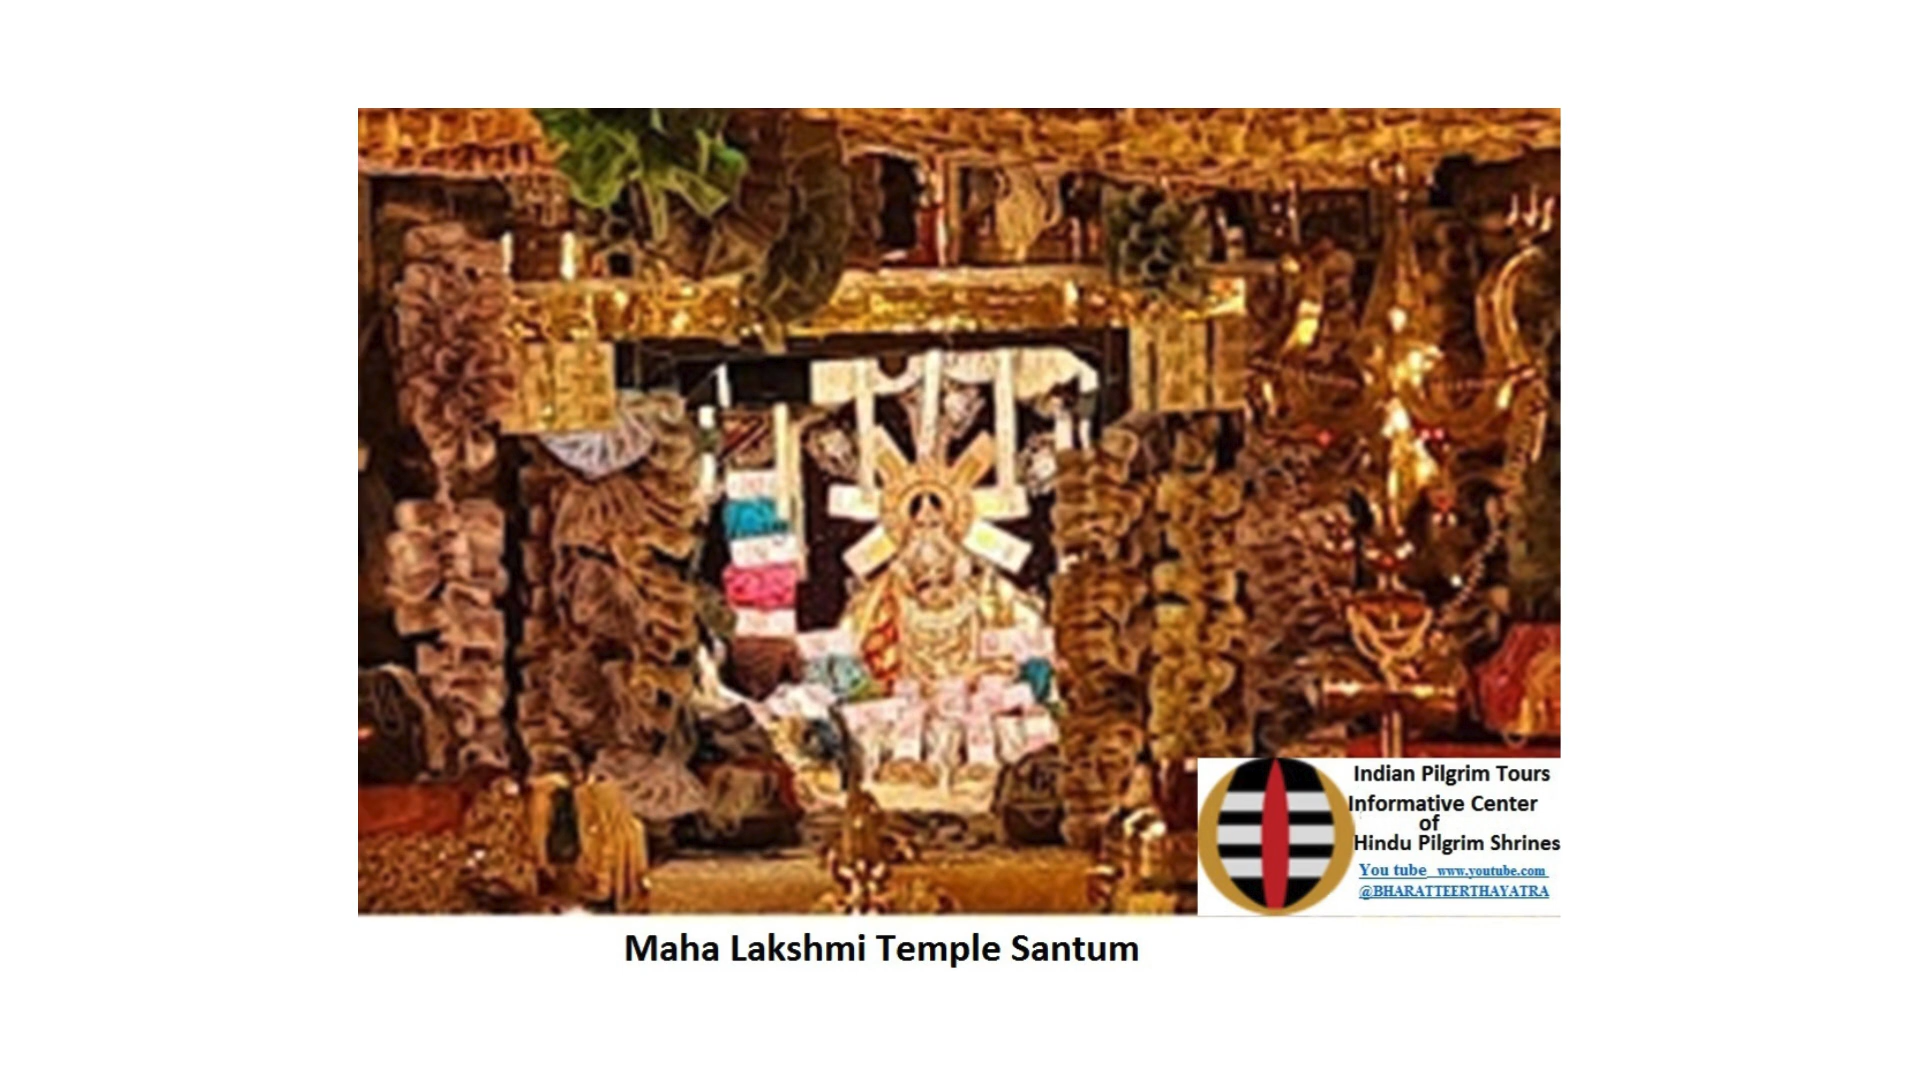 Indian Pilgrim Tours
Informative Center
of
Hindu Pilgrim Shrines
You tube www.youtube.com
@BHARATTEERTHAYATRA
Maha Lakshmi Temple Santum